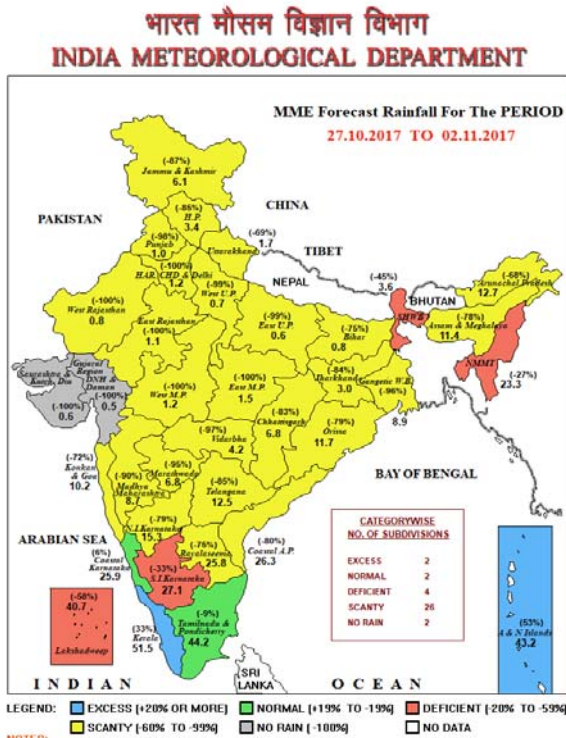 भारत मौसम विज्ञान विभाग
INDIA METEOROLOGICAL DEPARTMENT
MME Forecast Rainfall For The PERIOD
27.10.2017 TO 02.11.2017
(-87%)
Jammu & Kashmir
6.1
CHINA
PAKISTAN
(-86%)
H.P.
3.4
(-98%)
Punjab
1.0
Uttarakhand
(-69%)
1.7
TIBET
(-100%)
HAR. CHD & Delhi
1.2
(-99%)
West U.P.
0.7
NEPAL
(-45%)
3.6
SHWB
BHUTAN
(-68%)
Arunachal Pradesh
12.7
(-100%)
West Rajasthan
0.8
East Rajasthan
(-100%)
1.1
(-99%)
East U.P.
0.6
(-75%)
Bihar
0.8
(-78%)
Assam & Meghalaya
11.4
NMMT
(-27%)
23.3
Gujarat
Region
DNH &
Daman
(-100%)
0.5
Saurashtra &
Kutch, Diu
(-100%)
0.6
(-100%)
West M.P.
1.2
(-100%)
East M.P.
1.5
(-84%)
Jharkhand
3.0
Gangetic W.B.
(-96%)
8.9
(-83%)
Chhattisgarh
6.8
(-79%)
Orissa
11.7
(-97%)
Vidarbha
4.2
(-72%)
Konkan
& Goa
10.2
(-90%)
Madhya
Maharashtra
8.7
(-95%)
Marathwada
6.8
(-85%)
Telangana
12.5
BAY OF BENGAL
ARABIAN SEA
(-79%)
N.I.Karnataka
15.3
(-76%)
Rayalaseema
25.8
(-80%)
Coastal A.P.
26.3
(6%)
Coastal
Karnataka
25.9
(-33%)
S.I.Karnataka
27.1
(-58%)
40.7
Lakshadweep
(33%)
Kerala
51.5
(-9%)
Tamilnadu &
Pondicherry
44.2
CATEGORYWISE
NO. OF SUBDIVISIONS
EXCESS 2
NORMAL 2
DEFICIENT 4
SCANTY 26
NO RAIN 2
(53%)
A & N Islands
43.2
SRI
LANKA
INDIAN OCEAN
LEGEND: EXCESS (+20% OR MORE) NORMAL (+19% TO -19%) DEFICIENT (-20% TO -59%)
SCANTY (-60% TO -99%) NO RAIN (-100%) NO DATA
NOTES: